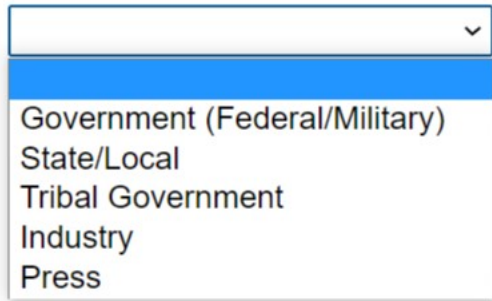 Government (Federal/Military)
State/Local
Tribal Government
Industry
Press